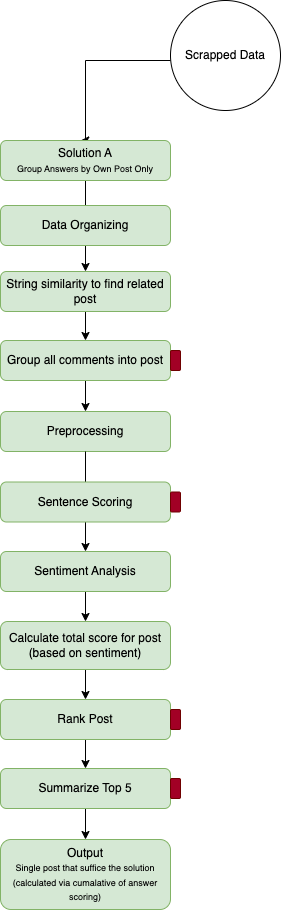 Scrapped Data
Solution A
Group Answers by Own Post Only
Data Organizing
String similarity to find related
post
Group all comments into post
Preprocessing
Sentence Scoring
Sentiment Analysis
Calculate total score for post
(based on sentiment)
Rank Post
Summarize Top 5
Output
Single post that suffice the solution
(calculated via cumalative of answer
scoring)